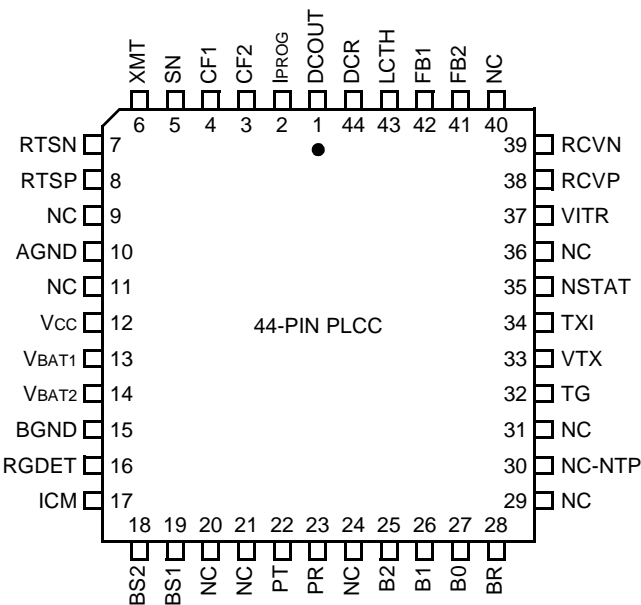 XMT SN CF1 CF2 IPROG DCOUT DCR LCTH FB1 FB2 NC
6 5 4 3 2 1 44 43 42 41 40
RTSN 7 39 RCVN
RTSP 8 38 RCVP
NC 9 37 VITR
AGND 10 36 NC
NC 11 35 NSTAT
VCC 12 44-PIN PLCC 34 TXI
VBAT1 13 33 VTX
VBAT2 14 32 TG
BGND 15 31 NC
RGDET 16 30 NC-NTP
ICM 17 29 NC
18 19 20 21 22 23 24 25 26 27 28
BS2 BS1 NC NC PT PR NC B2 B1 B0 BR